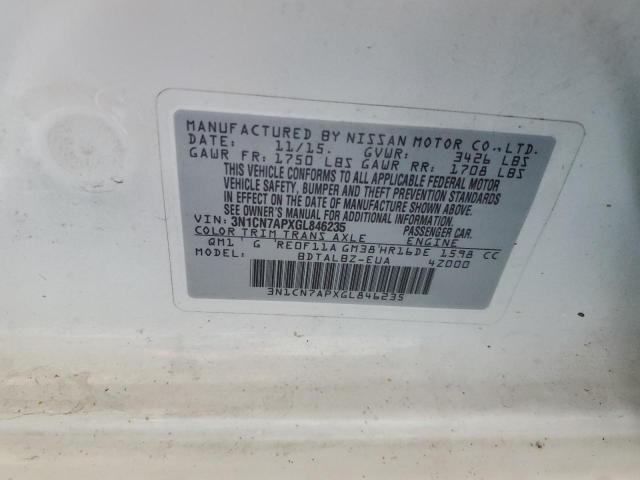 MANUFACTURED BY NISSAN MOTOR CO.,LTD.
DATE: 11/15. GVWR: 3426 LBS
GAWR FR: 1750 LBS GAWR RR: 1708 LBS
THIS VEHICLE CONFORMS TO ALL APPLICABLE FEDERAL MOTOR
VEHICLE SAFETY, BUMPER AND THEFT PREVENTION STANDARDS
IN EFFECT ON THE DATE OF MANUFACTURE SHOWN ABOVE.
SEE OWNER'S MANUAL FOR ADDITIONAL INFORMATION.
VIN: 3N1CN7APXGL846235 PASSENGER CAR.
COLOR TRIM TRANS AXLE ENGINE
QM1 G RE0F11A GM38 HR16DE 1598 CC
MODEL: BDTALBZ-EUA 4Z000
3N1CN7APXGL846235